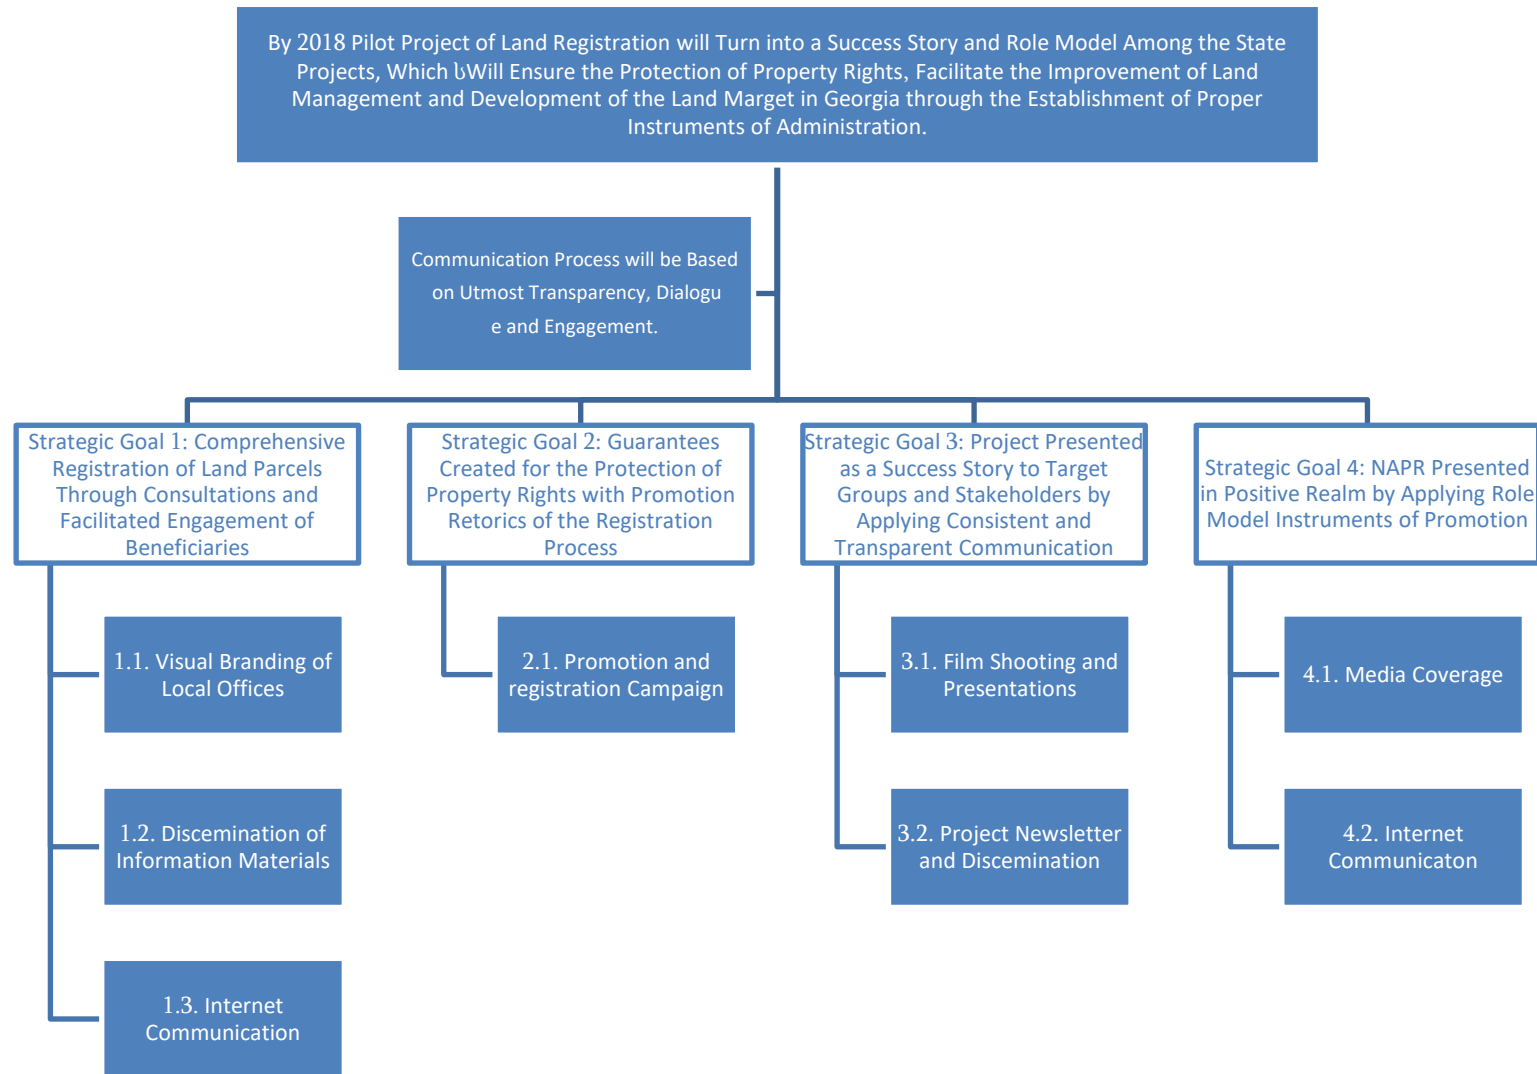 By 2018 Pilot Project of Land Registration will Turn into a Success Story and Role Model Among the State
Projects, Which სWill Ensure the Protection of Property Rights, Facilitate the Improvement of Land
Management and Development of the Land Marget in Georgia through the Establishment of Proper
Instruments of Administration.
Communication Process will be Based
on Utmost Transparency, Dialogu
e and Engagement.
Strategic Goal 1: Comprehensive
Registration of Land Parcels
Through Consultations and
Facilitated Engagement of
Beneficiaries
Strategic Goal 2: Guarantees
Created for the Protection of
Property Rights with Promotion
Retorics of the Registration
Process
Strategic Goal 3: Project Presented
as a Success Story to Target
Groups and Stakeholders by
Applying Consistent and
Transparent Communication
Strategic Goal 4: NAPR Presented
in Positive Realm by Applying Role
Model Instruments of Promotion
1.1. Visual Branding of
Local Offices
2.1. Promotion and
registration Campaign
3.1. Film Shooting and
Presentations
4.1. Media Coverage
1.2. Discemination of
Information Materials
3.2. Project Newsletter
and Discemination
4.2. Internet
Communicaton
1.3. Internet
Communication